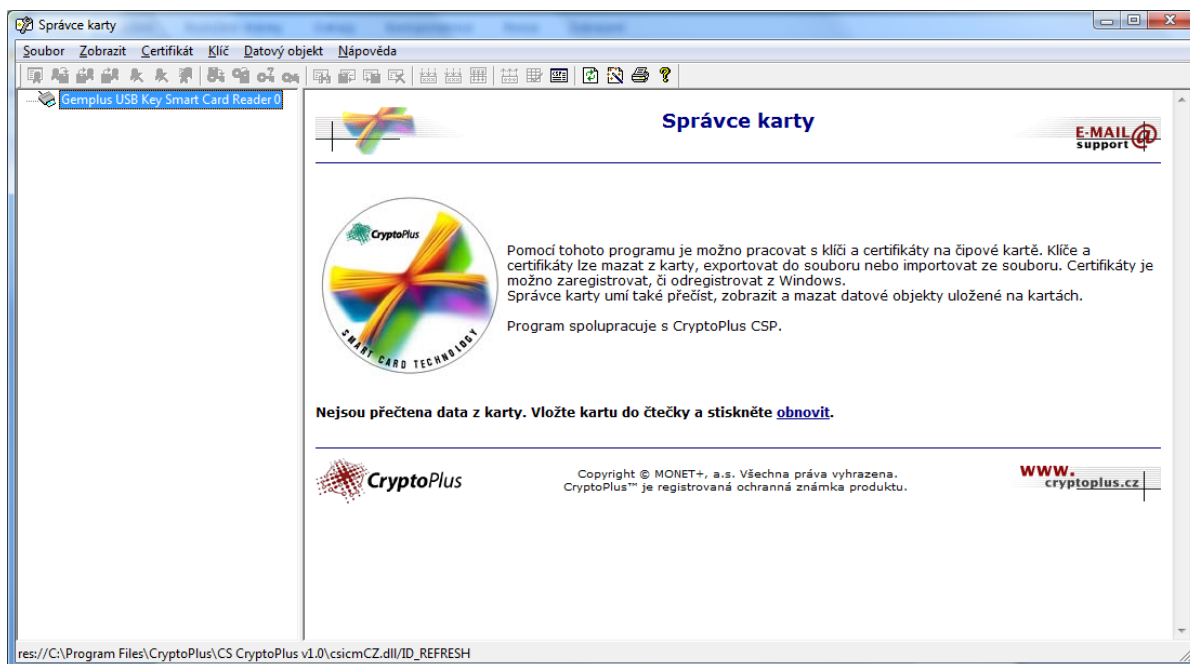 Správce karty
Soubor Zobrazit Certifikát Klíč Datový objekt Nápověda
Gemplus USB Key Smart Card Reader 0
Správce karty
E-MAIL @
support
CryptoPlus
SMART CARD TECHNOLOGY
Pomocí tohoto programu je možno pracovat s klíči a certifikáty na čipové kartě. Klíče a
certifikáty lze mazat z karty, exportovat do souboru nebo importovat ze souboru. Certifikáty je
možno zaregistrovat, či odregistrovat z Windows.
Správce karty umí také přečíst, zobrazit a mazat datové objekty uložené na kartách.
Program spolupracuje s CryptoPlus CSP.
Nejsou přečtena data z karty. Vložte kartu do čtečky a stiskněte obnovit.
CryptoPlus
Copyright © MONET+, a.s. Všechna práva vyhrazena.
CryptoPlus™ je registrovaná ochranná známka produktu.
WWW.
cryptoplus.cz
res://C:\Program Files\CryptoPlus\CS CryptoPlus v1.0\csicmCZ.dll/ID_REFRESH